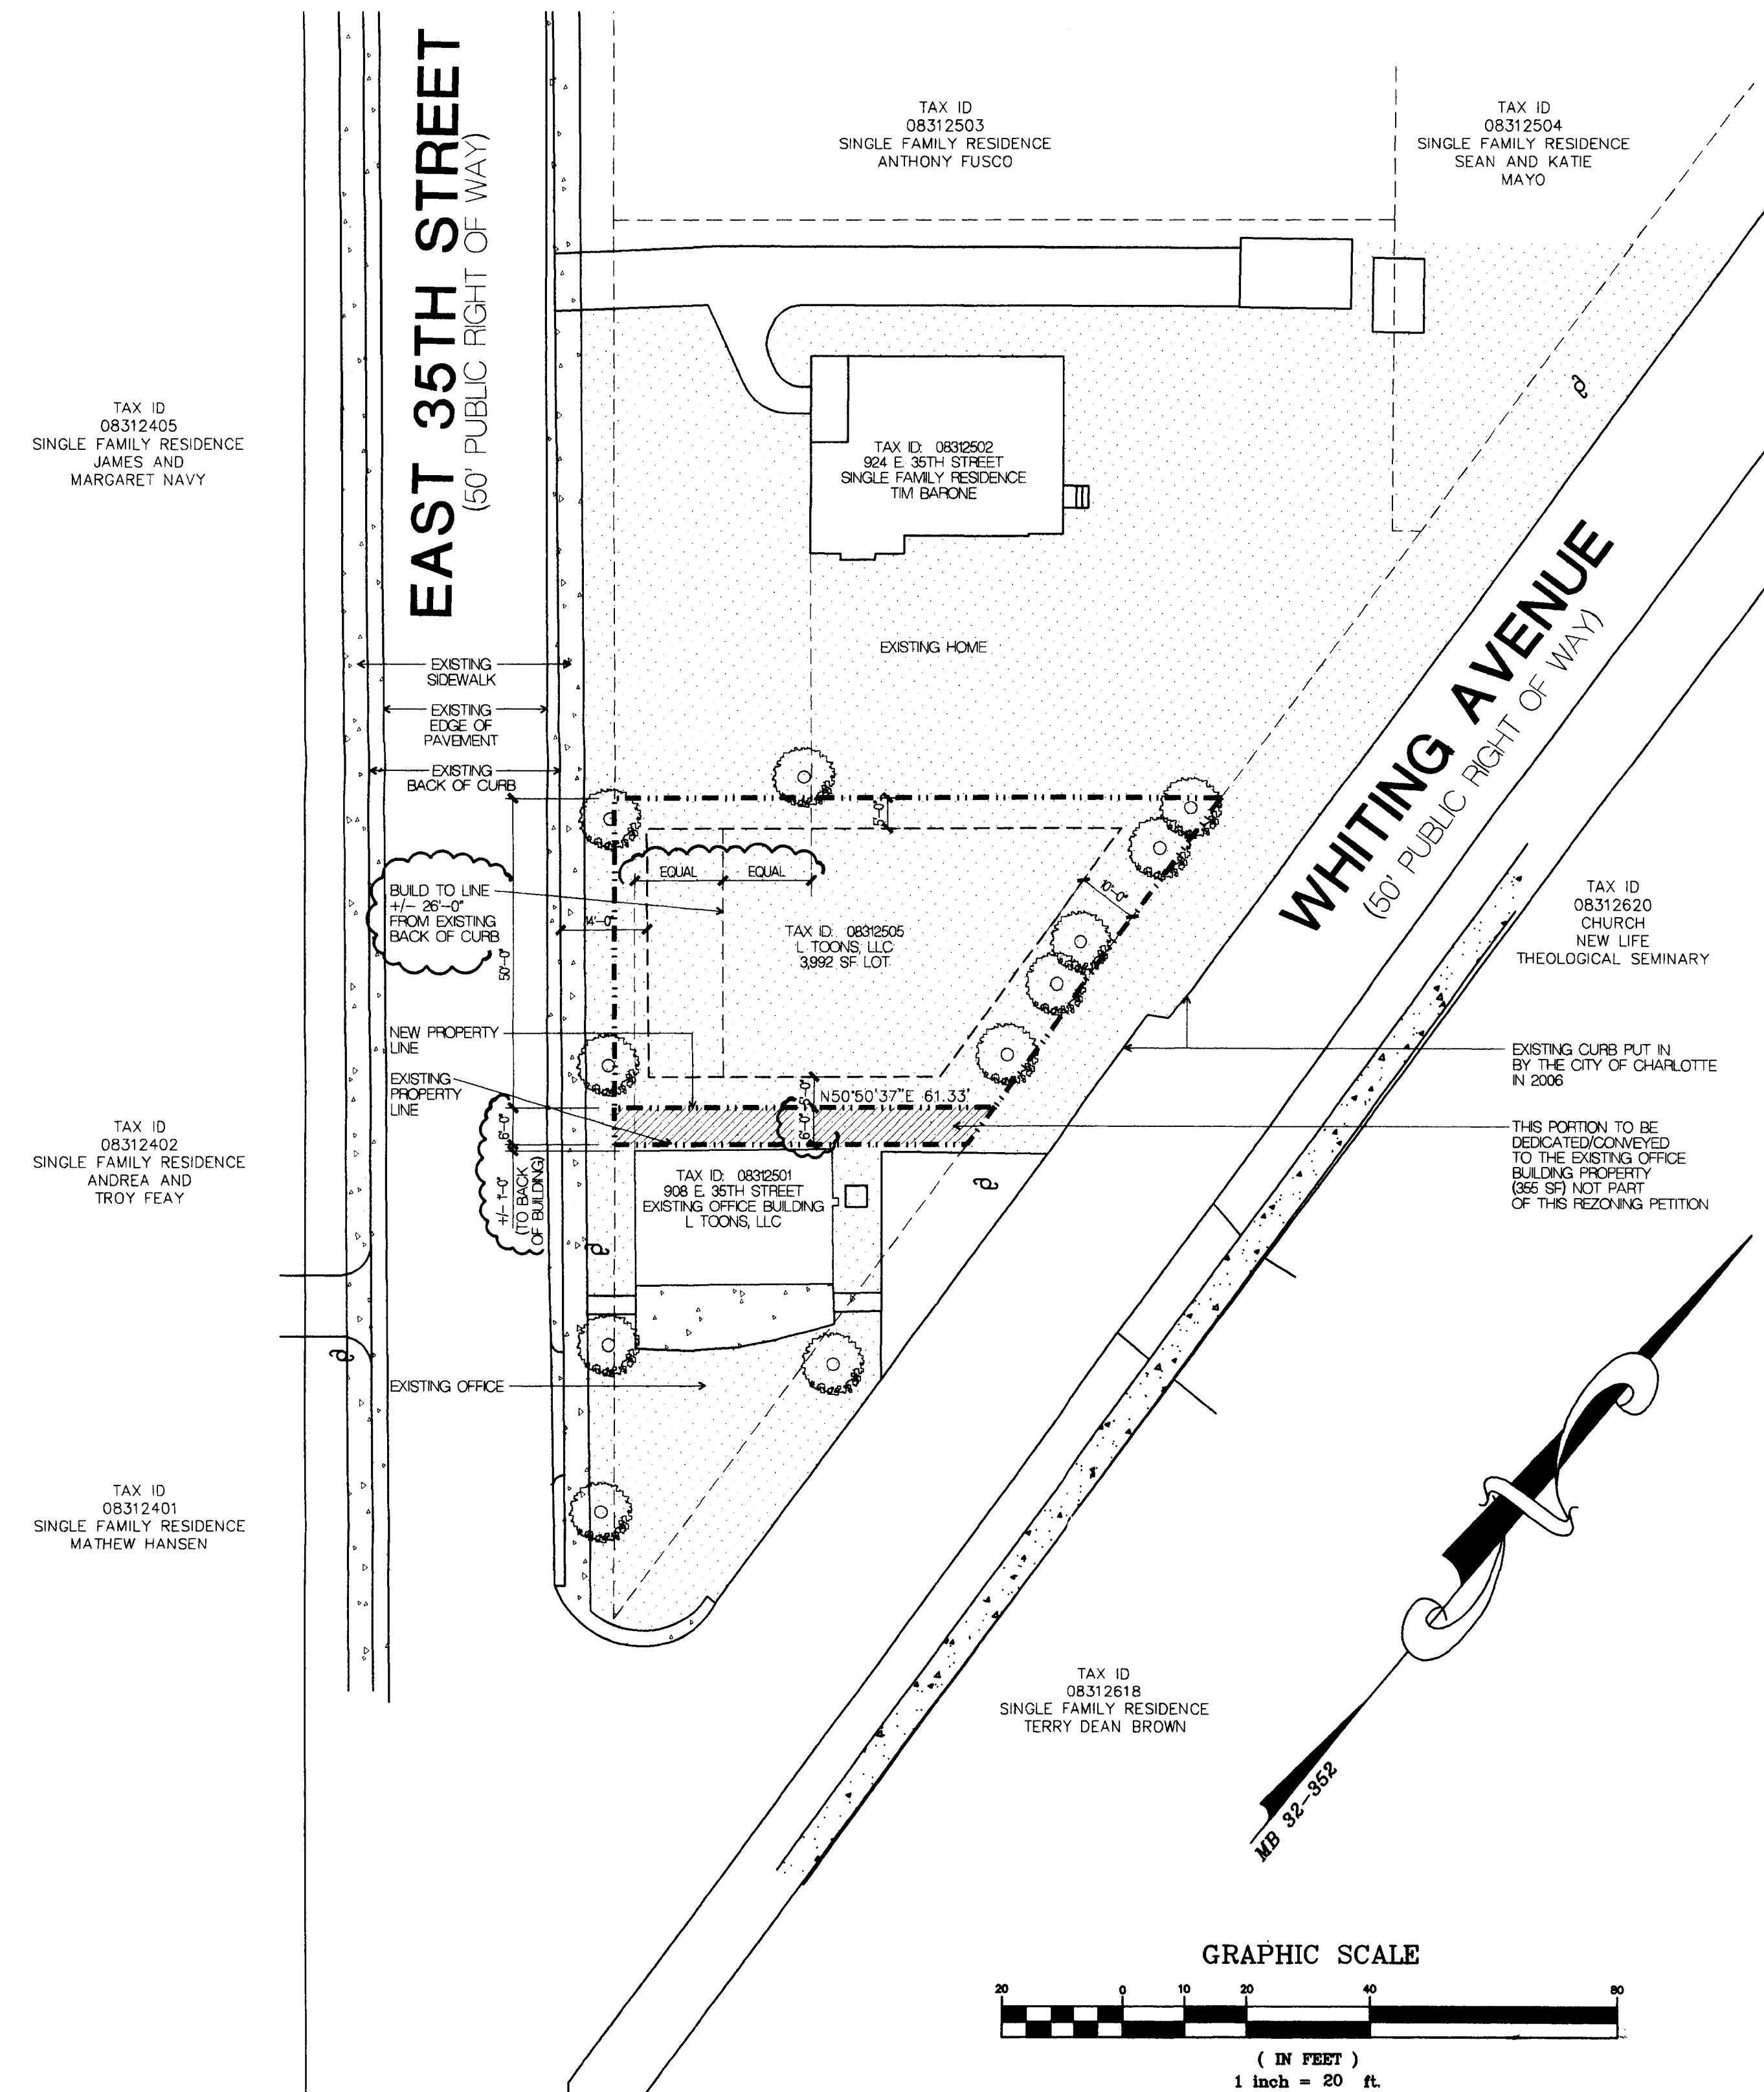 EAST 35TH STREET
(50' PUBLIC RIGHT OF WAY)
TAX ID
08312503
SINGLE FAMILY RESIDENCE
ANTHONY FUSCO
TAX ID
08312504
SINGLE FAMILY RESIDENCE
SEAN AND KATIE
MAYO
TAX ID
08312405
SINGLE FAMILY RESIDENCE
JAMES AND
MARGARET NAVY
TAX ID: 08312502
924 E. 35TH STREET
SINGLE FAMILY RESIDENCE
TIM BARONE
EXISTING HOME
WHITING AVENUE
(50' PUBLIC RIGHT OF WAY)
EXISTING
SIDEWALK
EXISTING
EDGE OF
PAVEMENT
EXISTING
BACK OF CURB
5'-0"
EQUAL
EQUAL
BUILD TO LINE
+/- 26'-0"
FROM EXISTING
BACK OF CURB
50'-0"
14'-0"
10'-0"
TAX ID: 08312505
L TOONS, LLC
3,992 SF LOT
TAX ID
08312620
CHURCH
NEW LIFE
THEOLOGICAL SEMINARY
NEW PROPERTY
LINE
EXISTING
PROPERTY
LINE
5'-0"
N50°50'37"E 61.33'
6'-0"
6'-0"
+/- 1'-0"
(TO BACK
OF BUILDING)
EXISTING CURB PUT IN
BY THE CITY OF CHARLOTTE
IN 2006
THIS PORTION TO BE
DEDICATED/CONVEYED
TO THE EXISTING OFFICE
BUILDING PROPERTY
(355 SF) NOT PART
OF THIS REZONING PETITION
TAX ID
08312402
SINGLE FAMILY RESIDENCE
ANDREA AND
TROY FEAY
TAX ID: 08312501
908 E. 35TH STREET
EXISTING OFFICE BUILDING
L TOONS, LLC
EXISTING OFFICE
TAX ID
08312401
SINGLE FAMILY RESIDENCE
MATHEW HANSEN
TAX ID
08312618
SINGLE FAMILY RESIDENCE
TERRY DEAN BROWN
MB 32-352
GRAPHIC SCALE
20 0 10 20 40 80
( IN FEET )
1 inch = 20 ft.